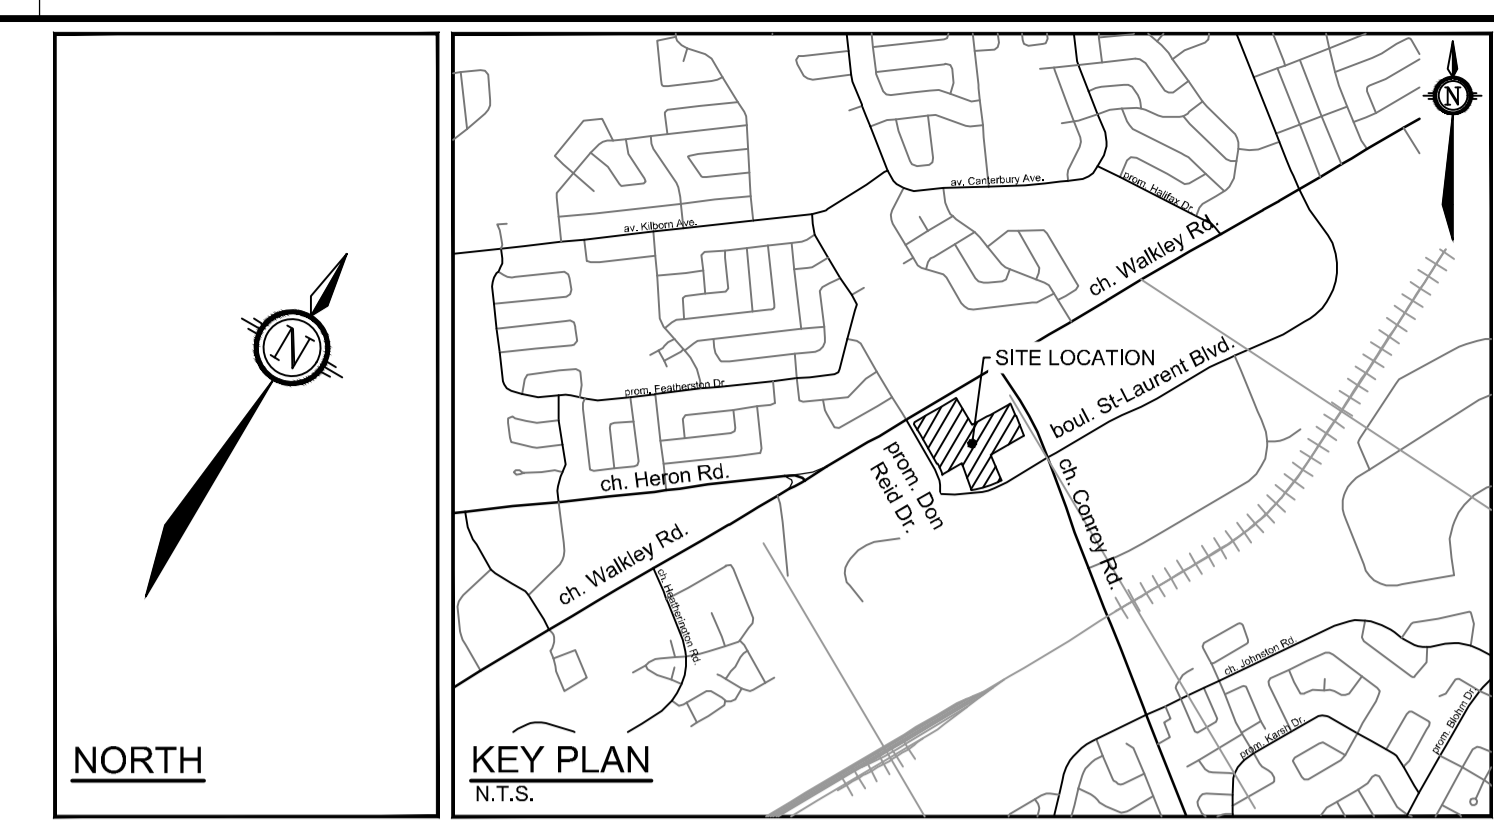 N
NORTH
N
av. Canterbury Ave.
prom. Halifax Dr.
av. Kilborn Ave.
ch. Walkley Rd.
SITE LOCATION
boul. St-Laurent Blvd.
prom. Featherston Dr.
ch. Heron Rd.
prom. Don
Reid Dr.
ch. Conroy Rd.
ch. Walkley Rd.
ch. Heatherington Rd.
ch. Johnston Rd.
prom. Karsh Dr.
prom. Blohm Dr.
KEY PLAN
N.T.S.